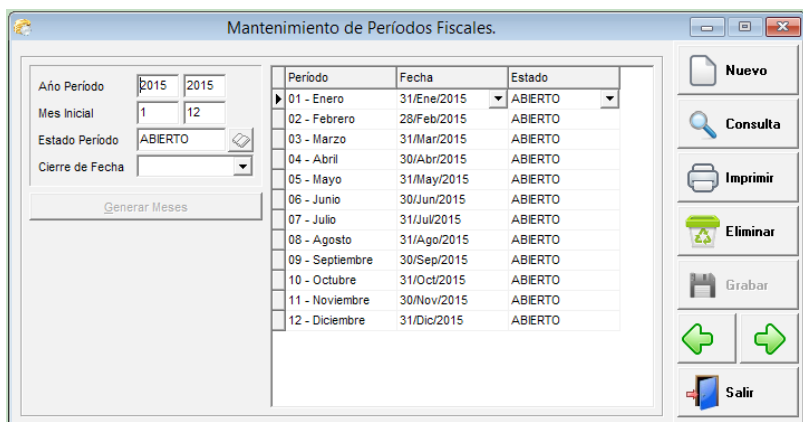 Mantenimiento de Períodos Fiscales.
Año Período 2015 2015
Mes Inicial 1 12
Estado Período ABIERTO
Cierre de Fecha
Generar Meses
Período Fecha Estado
01 - Enero 31/Ene/2015 ABIERTO
02 - Febrero 28/Feb/2015 ABIERTO
03 - Marzo 31/Mar/2015 ABIERTO
04 - Abril 30/Abr/2015 ABIERTO
05 - Mayo 31/May/2015 ABIERTO
06 - Junio 30/Jun/2015 ABIERTO
07 - Julio 31/Jul/2015 ABIERTO
08 - Agosto 31/Ago/2015 ABIERTO
09 - Septiembre 30/Sep/2015 ABIERTO
10 - Octubre 31/Oct/2015 ABIERTO
11 - Noviembre 30/Nov/2015 ABIERTO
12 - Diciembre 31/Dic/2015 ABIERTO
Nuevo
Consulta
Imprimir
Eliminar
Grabar
Salir